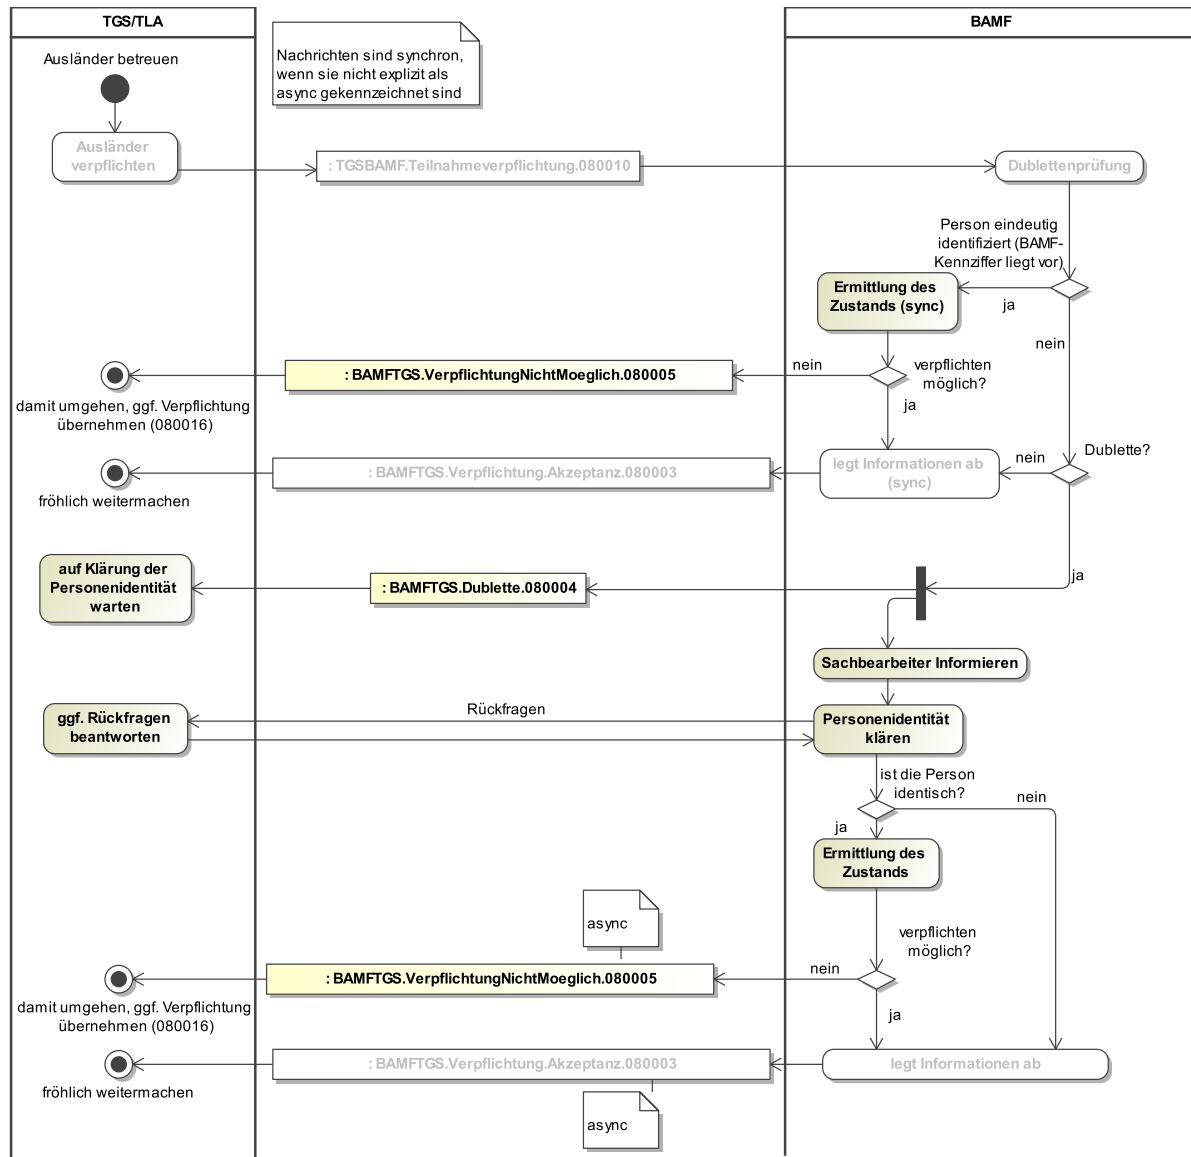 TGS/TLA
BAMF
Ausländer betreuen
Nachrichten sind synchron,
wenn sie nicht explizit als
async gekennzeichnet sind
Ausländer
verpflichten
: TGSBAMF.Teilnahmeverpflichtung.080010
Dublettenprüfung
Person eindeutig
identifiziert (BAMF-
Kennziffer liegt vor)
Ermittlung des
Zustands (sync)
ja
nein
: BAMFTGS.VerpflichtungNichtMoeglich.080005
nein
verpflichten
möglich?
damit umgehen, ggf. Verpflichtung
übernehmen (080016)
ja
: BAMFTGS.Verpflichtung.Akzeptanz.080003
legt Informationen ab
(sync)
nein
Dublette?
fröhlich weitermachen
auf Klärung der
Personenidentität
warten
: BAMFTGS.Dublette.080004
ja
Sachbearbeiter Informieren
ggf. Rückfragen
beantworten
Rückfragen
Personenidentität
klären
ist die Person
identisch?
nein
ja
Ermittlung des
Zustands
async
verpflichten
möglich?
: BAMFTGS.VerpflichtungNichtMoeglich.080005
nein
damit umgehen, ggf. Verpflichtung
übernehmen (080016)
ja
: BAMFTGS.Verpflichtung.Akzeptanz.080003
legt Informationen ab
fröhlich weitermachen
async